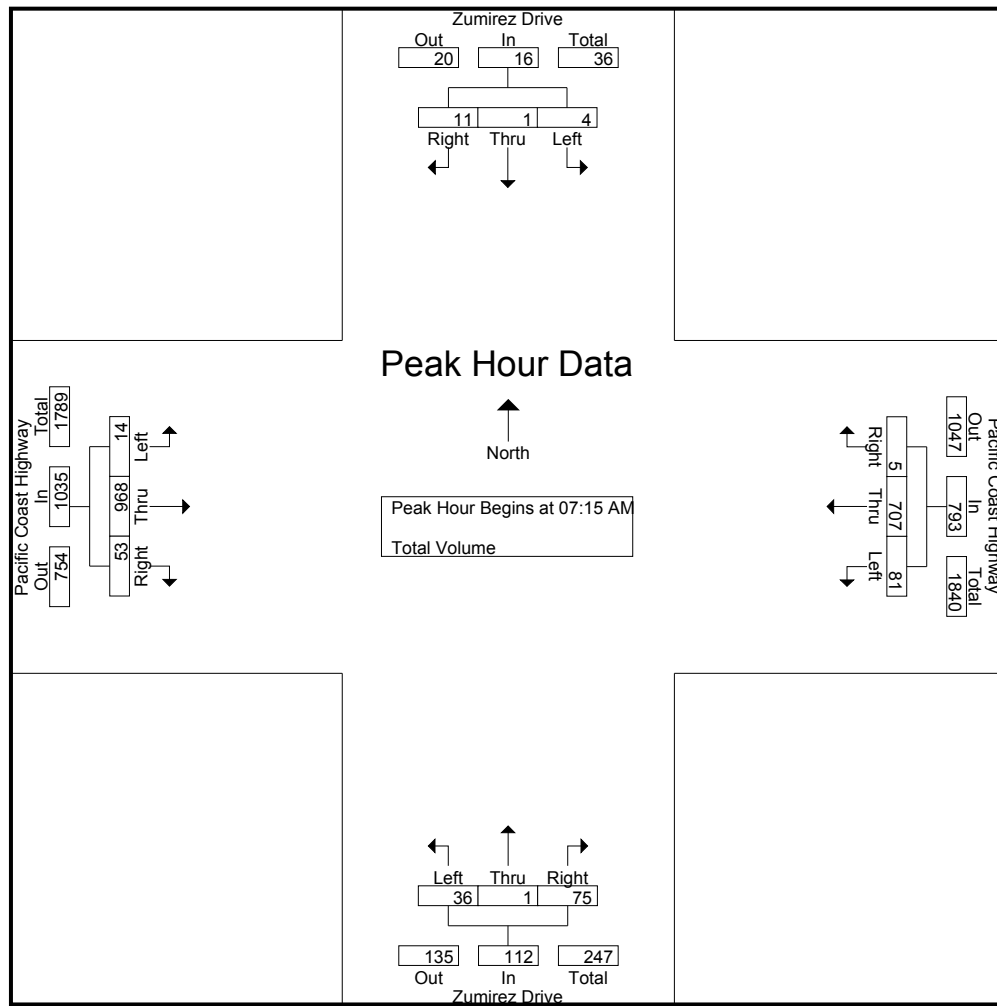 Zumirez Drive
Out In Total
20 16 36
11 1 4
Right Thru Left
Peak Hour Data
North
Peak Hour Begins at 07:15 AM
Total Volume
Pacific Coast Highway
Out In Total
754 1035 1789
53 968 14
Right Thru Left
Pacific Coast Highway
Out In Total
1047 793 1840
5 707 81
Right Thru Left
Left Thru Right
36 1 75
135 112 247
Out In Total
Zumirez Drive